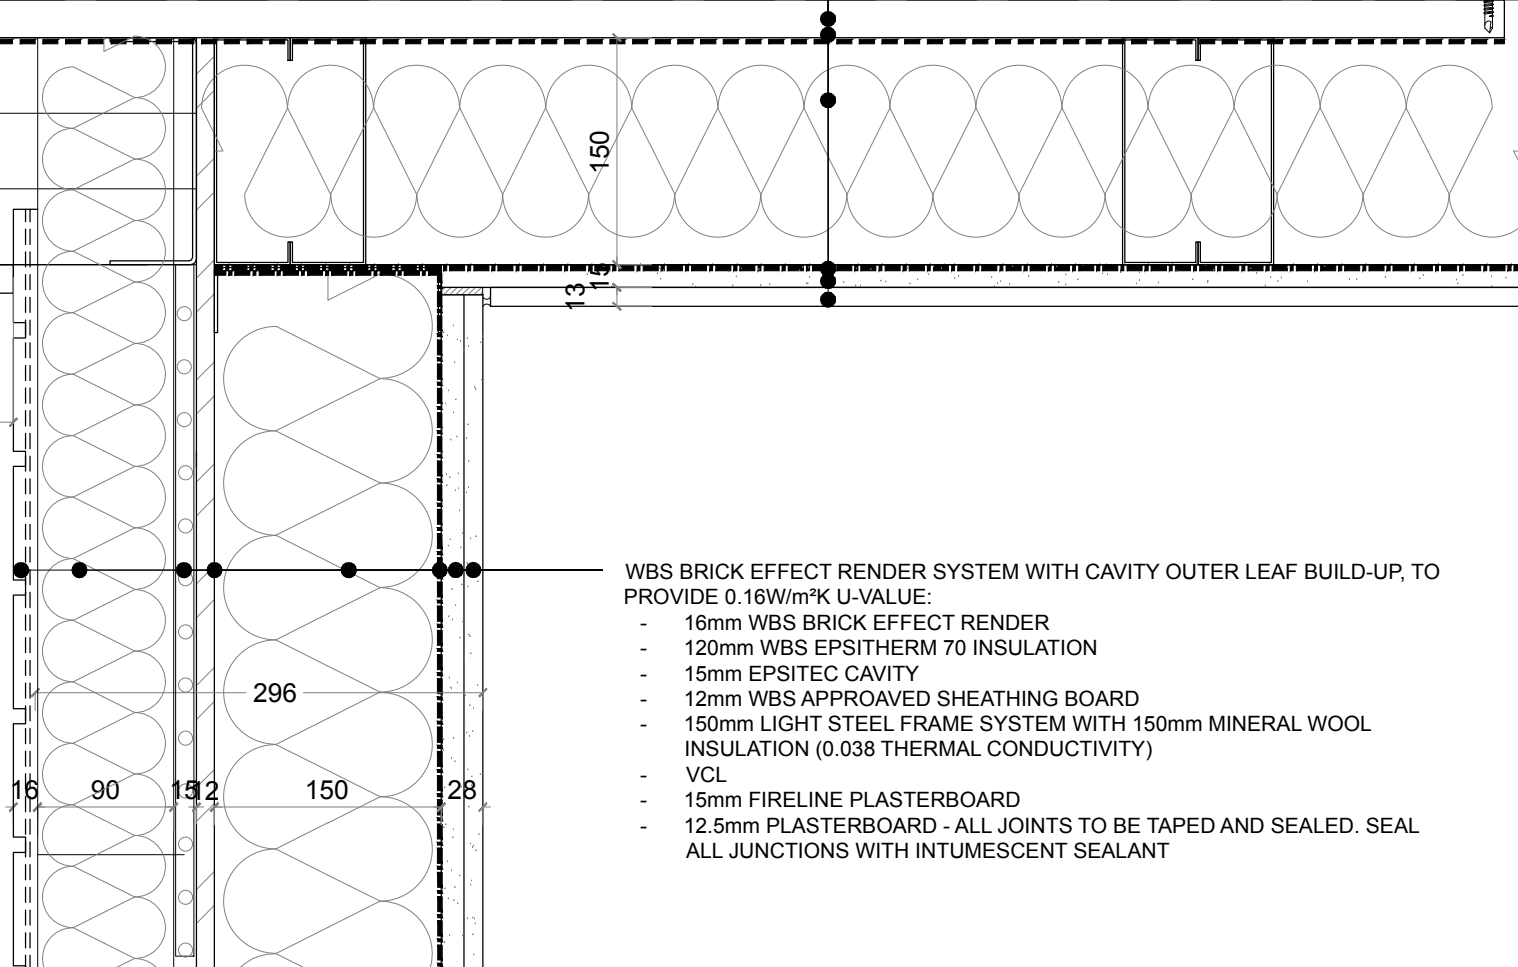 150
15
13
WBS BRICK EFFECT RENDER SYSTEM WITH CAVITY OUTER LEAF BUILD-UP, TO
PROVIDE 0.16W/m²K U-VALUE:
- 16mm WBS BRICK EFFECT RENDER
- 120mm WBS EPSITHERM 70 INSULATION
- 15mm EPSITEC CAVITY
- 12mm WBS APPROAVED SHEATHING BOARD
- 150mm LIGHT STEEL FRAME SYSTEM WITH 150mm MINERAL WOOL
INSULATION (0.038 THERMAL CONDUCTIVITY)
- VCL
- 15mm FIRELINE PLASTERBOARD
- 12.5mm PLASTERBOARD - ALL JOINTS TO BE TAPED AND SEALED. SEAL
ALL JUNCTIONS WITH INTUMESCENT SEALANT
296
16 90 15 12 150 28